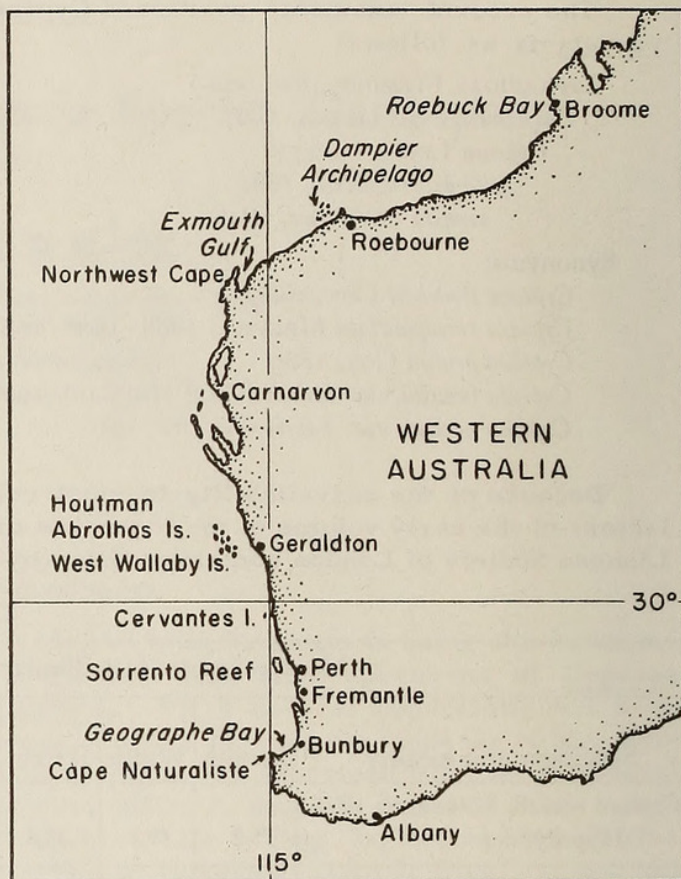 Roebuck Bay
Broome
Dampier
Archipelago
Exmouth
Gulf
Roebourne
Northwest Cape
Carnarvon
WESTERN
AUSTRALIA
Houtman
Abrolhos Is.
West Wallaby Is.
Geraldton
30°
Cervantes I.
Sorrento Reef
Perth
Fremantle
Geographe Bay
Bunbury
Cape Naturaliste
Albany
115°